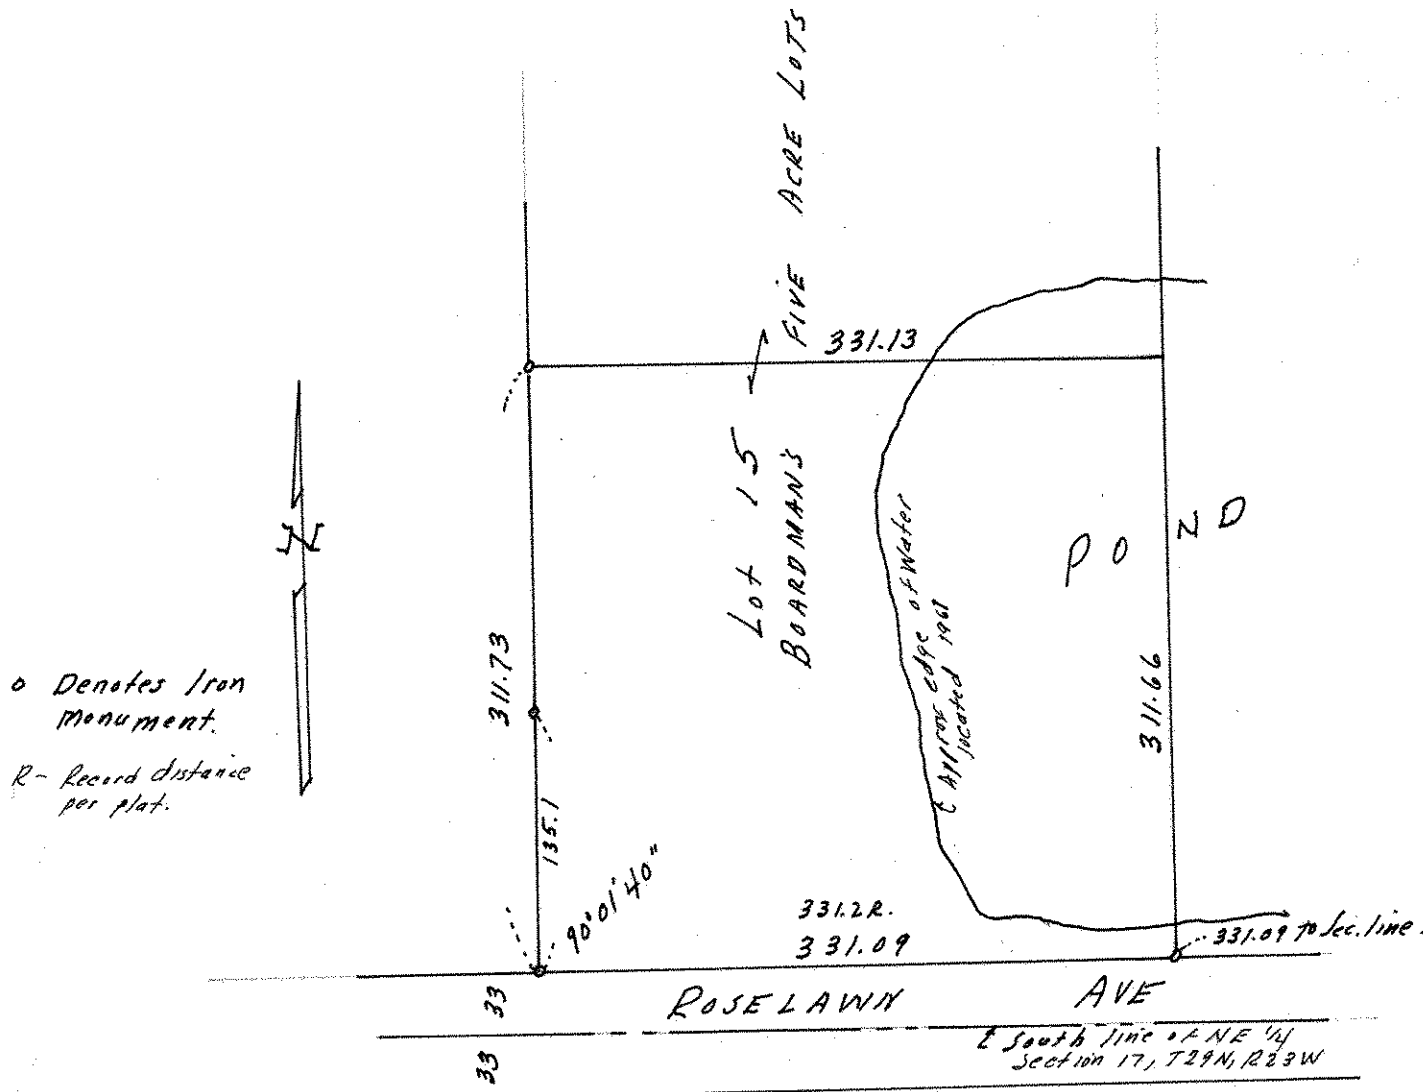 FIVE ACRE LOTS
331.13
Lot 15
BOARDMAN'S
N
POND
Approx edge of Water
located
311.73
311.66
o Denotes Iron
monument.
R - Record distance
per plat.
135.1
90°01'40"
331.2R.
331.09
331.09 to Sec. line.
33
ROSELAWN AVE
33
South line of NE 1/4
Section 17, T29N, R23W